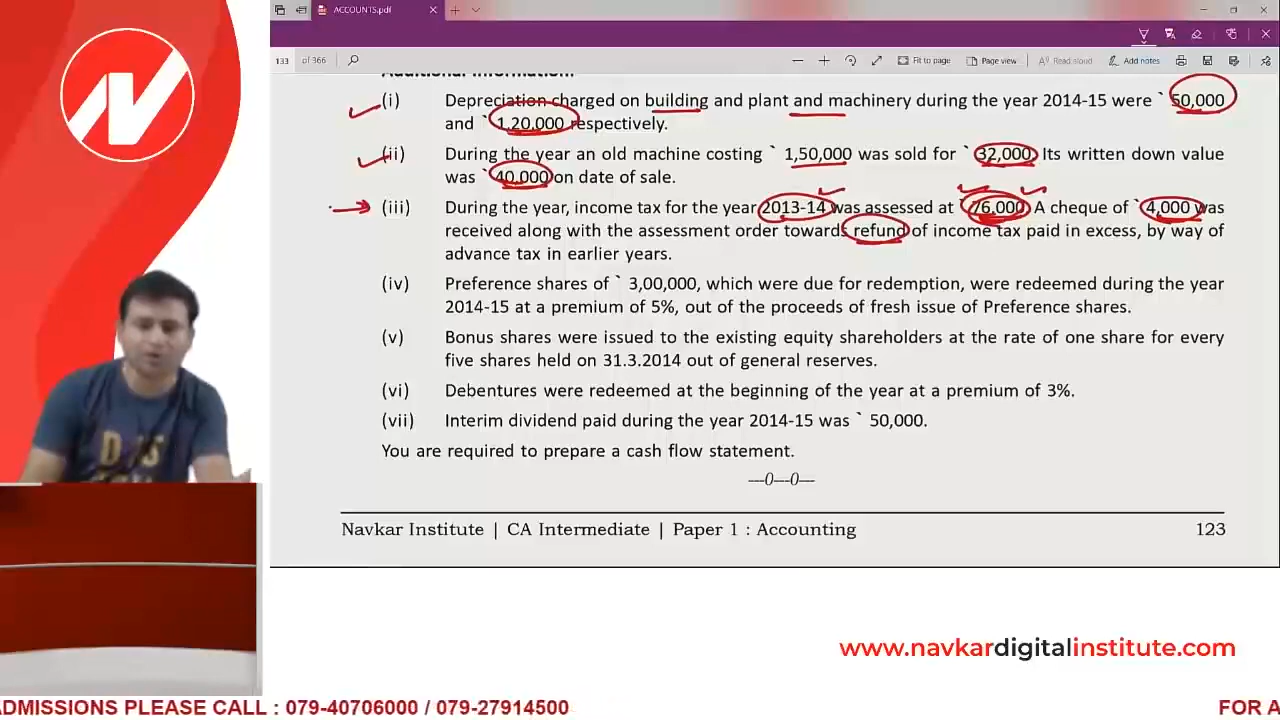 ACCOUNTS.pdf
133 of 366
Fit to page
Page view
Read aloud
Add notes
Additional Information:
(i) Depreciation charged on building and plant and machinery during the year 2014-15 were ` 50,000
and ` 1,20,000 respectively.
(ii) During the year an old machine costing ` 1,50,000 was sold for ` 32,000. Its written down value
was ` 40,000 on date of sale.
(iii) During the year, income tax for the year 2013-14 was assessed at ` 76,000. A cheque of ` 4,000 was
received along with the assessment order towards refund of income tax paid in excess, by way of
advance tax in earlier years.
(iv) Preference shares of ` 3,00,000, which were due for redemption, were redeemed during the year
2014-15 at a premium of 5%, out of the proceeds of fresh issue of Preference shares.
(v) Bonus shares were issued to the existing equity shareholders at the rate of one share for every
five shares held on 31.3.2014 out of general reserves.
(vi) Debentures were redeemed at the beginning of the year at a premium of 3%.
(vii) Interim dividend paid during the year 2014-15 was ` 50,000.
You are required to prepare a cash flow statement.
---0---0---
Navkar Institute | CA Intermediate | Paper 1 : Accounting 123
www.navkardigitalinstitute.com
ADMISSIONS PLEASE CALL : 079-40706000 / 079-27914500 FOR A